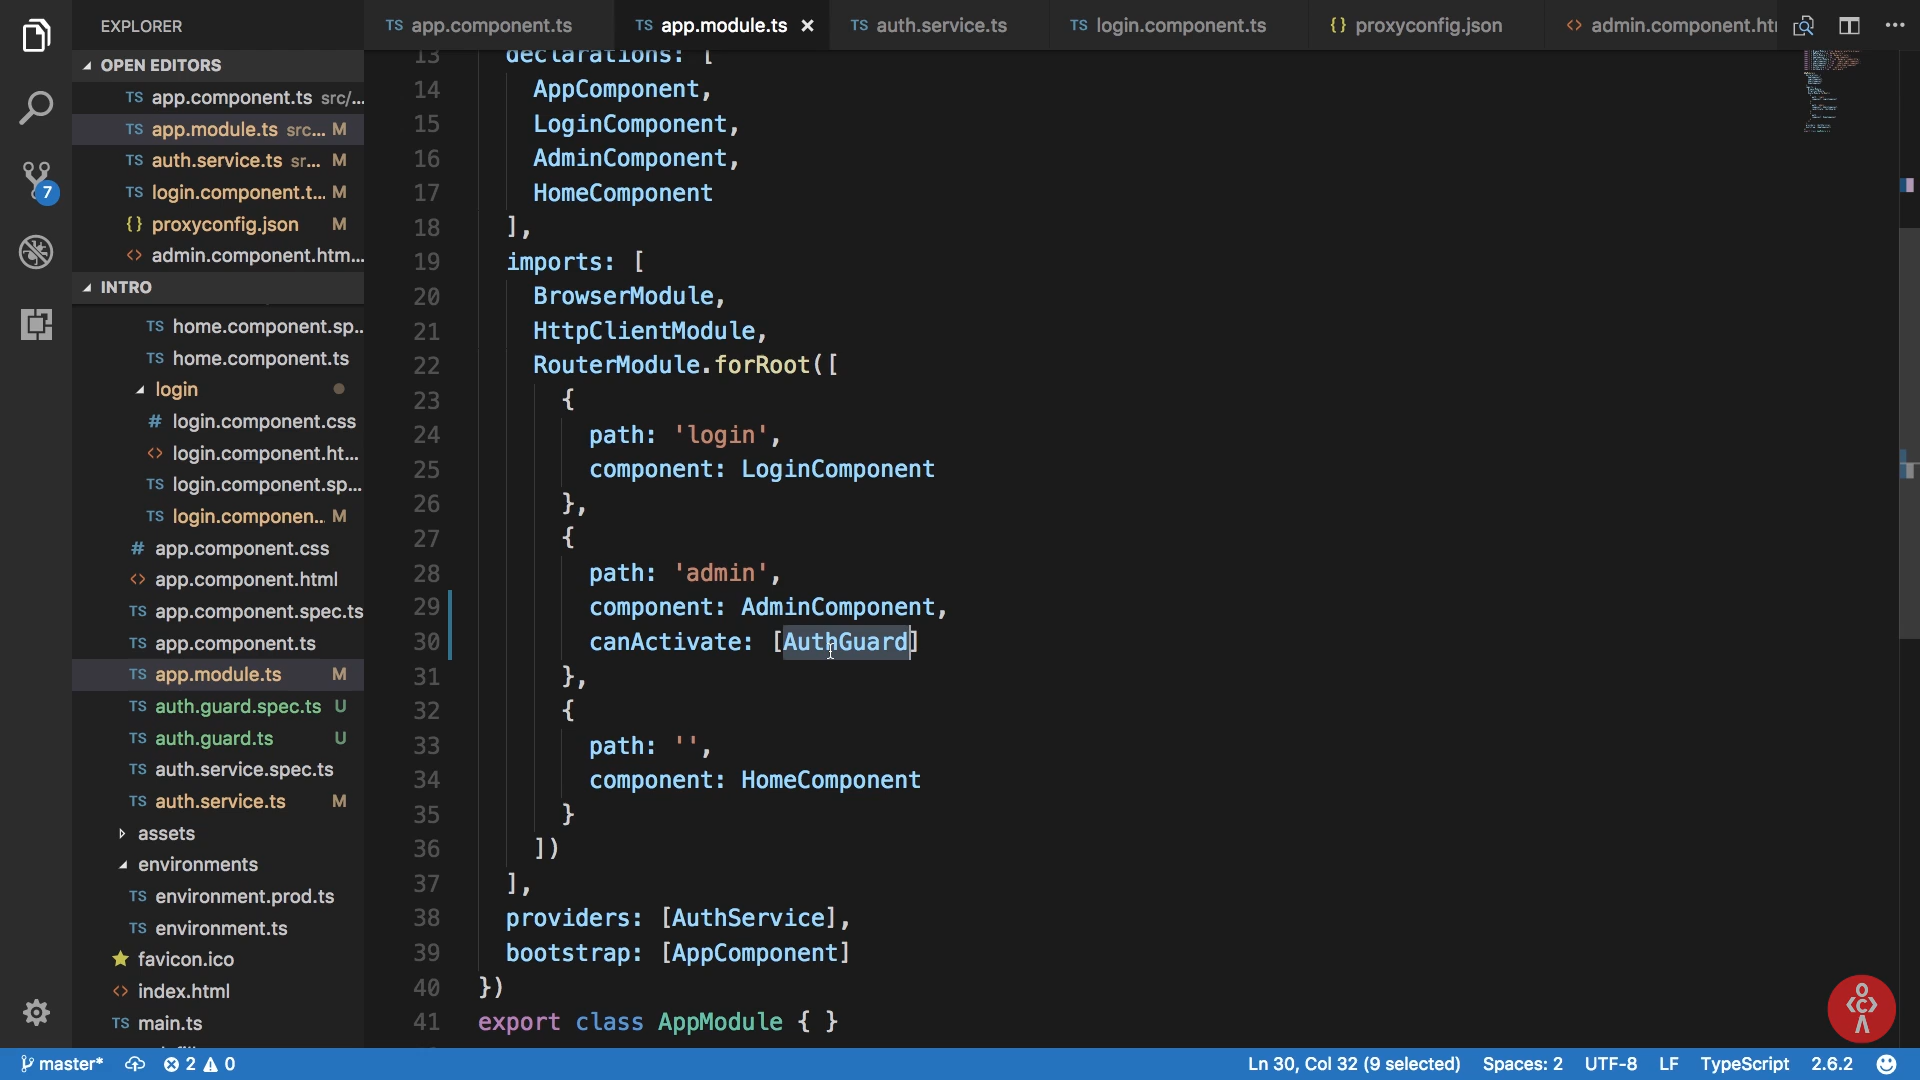 EXPLORER
OPEN EDITORS
TS app.component.ts src/...
TS app.module.ts src... M
TS auth.service.ts sr... M
TS login.component.t... M
{} proxyconfig.json M
<> admin.component.htm...
INTRO
TS home.component.sp...
TS home.component.ts
login
# login.component.css
<> login.component.ht...
TS login.component.sp...
TS login.componen... M
# app.component.css
<> app.component.html
TS app.component.spec.ts
TS app.component.ts
TS app.module.ts M
TS auth.guard.spec.ts U
TS auth.guard.ts U
TS auth.service.spec.ts
TS auth.service.ts M
assets
environments
TS environment.prod.ts
TS environment.ts
favicon.ico
<> index.html
TS main.ts
7
TS app.component.ts TS app.module.ts × TS auth.service.ts TS login.component.ts {} proxyconfig.json <> admin.component.htm
13 declarations: [
14 AppComponent,
15 LoginComponent,
16 AdminComponent,
17 HomeComponent
18 ],
19 imports: [
20 BrowserModule,
21 HttpClientModule,
22 RouterModule.forRoot([
23 {
24 path: 'login',
25 component: LoginComponent
26 },
27 {
28 path: 'admin',
29 component: AdminComponent,
30 canActivate: [AuthGuard]
31 },
32 {
33 path: '',
34 component: HomeComponent
35 }
36 ])
37 ],
38 providers: [AuthService],
39 bootstrap: [AppComponent]
40 })
41 export class AppModule { }
master* 2 0 Ln 30, Col 32 (9 selected) Spaces: 2 UTF-8 LF TypeScript 2.6.2